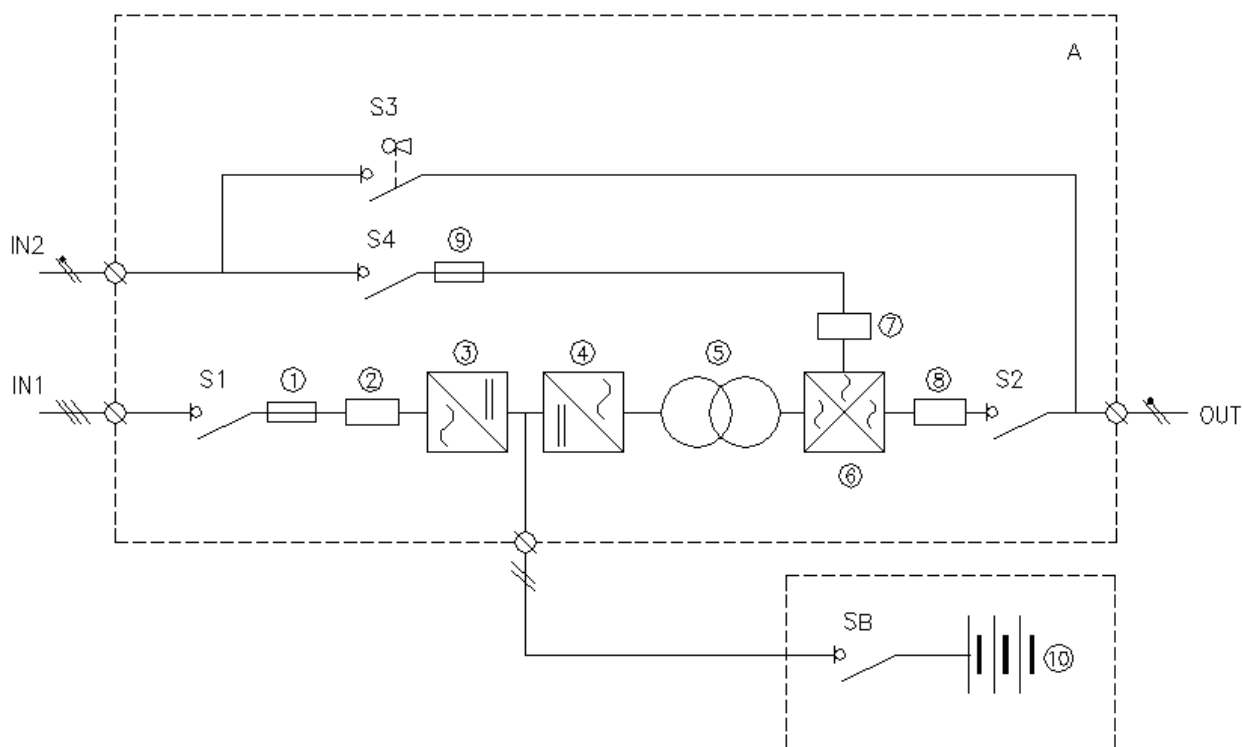 A
S3
IN2
S4
⑨
⑦
③
④
⑤
IN1
S1
①
②
⑧
S2
OUT
⑥
SB
⑩